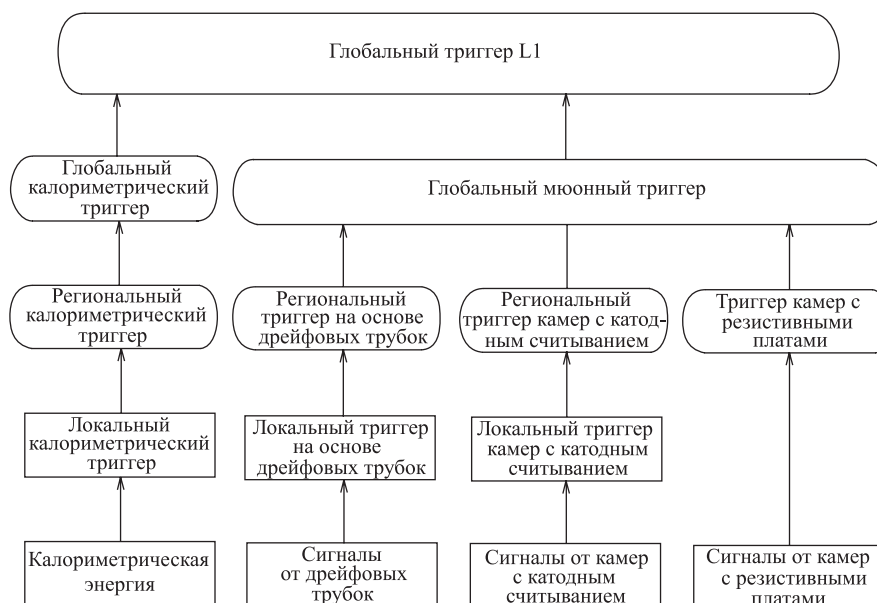 Глобальный триггер L1
Глобальный
калориметрический
триггер
Глобальный мюонный триггер
Региональный
калориметрический
триггер
Региональный
триггер на основе
дрейфовых трубок
Региональный
триггер камер с катод-
ным считыванием
Триггер камер с
резистивными
платами
Локальный
калориметрический
триггер
Локальный триггер
на основе
дрейфовых трубок
Локальный триггер
камер с катодным
считыванием
Калориметрическая
энергия
Сигналы
от дрейфовых
трубок
Сигналы от камер
с катодным
считыванием
Сигналы от камер
с резистивными
платами